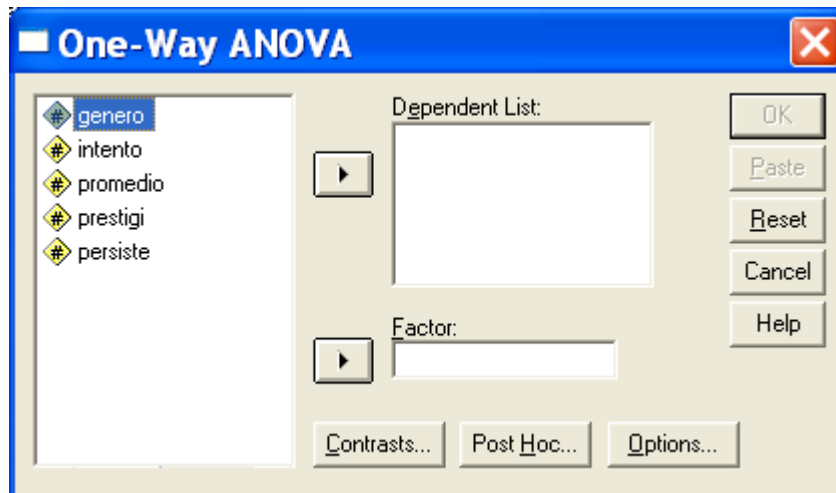 One-Way ANOVA
genero
intento
promedio
prestigi
persiste
Dependent List:
Factor:
Contrasts...
Post Hoc...
Options...
OK
Paste
Reset
Cancel
Help